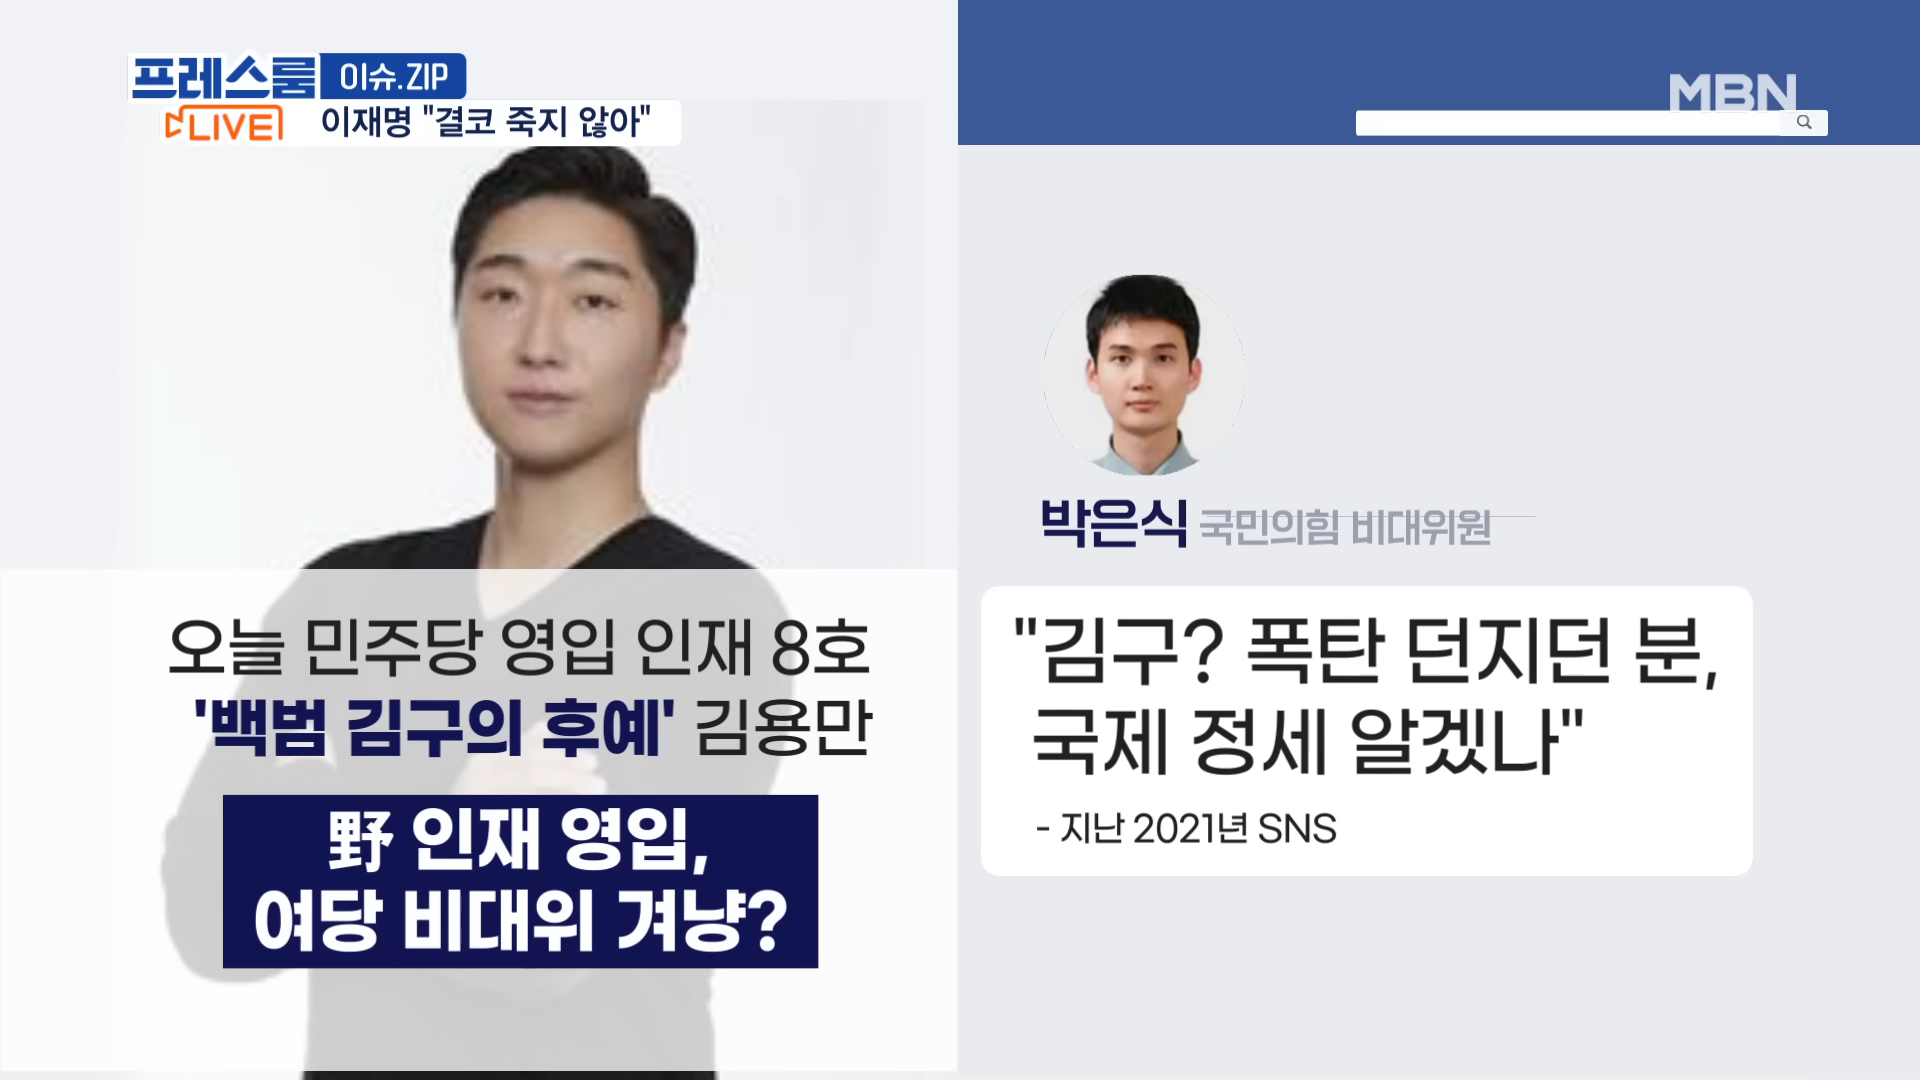 프레스룸 이슈.ZIP
LIVE 이재명 "결코 죽지 않아"
MBN
오늘 민주당 영입 인재 8호
'백범 김구의 후예' 김용만
野 인재 영입,
여당 비대위 겨냥?
박은식 국민의힘 비대위원
"김구? 폭탄 던지던 분,
국제 정세 알겠나"
- 지난 2021년 SNS